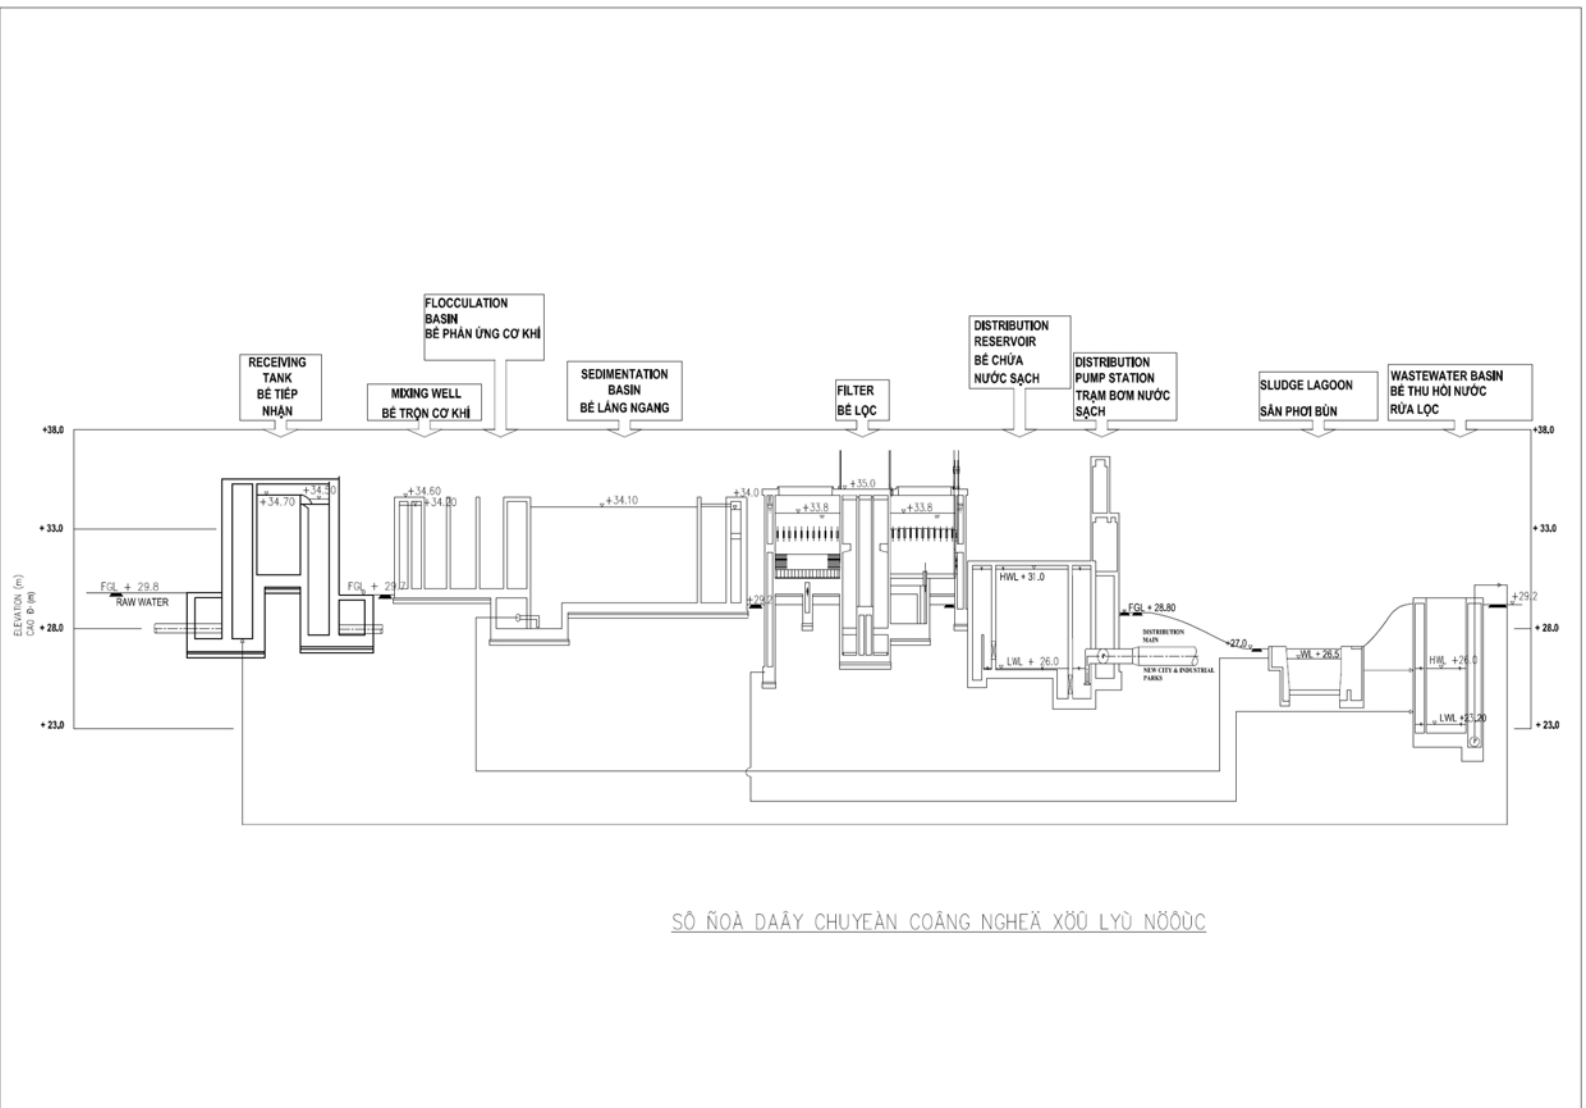 FLOCCULATION
BASIN
BỂ PHẢN ỨNG CƠ KHÍ
DISTRIBUTION
RESERVOIR
BỂ CHỨA
NƯỚC SẠCH
RECEIVING
TANK
BỂ TIẾP
NHẬN
MIXING WELL
BỂ TRỘN CƠ KHÍ
SEDIMENTATION
BASIN
BỂ LẮNG NGANG
FILTER
BỂ LỌC
DISTRIBUTION
PUMP STATION
TRẠM BƠM NƯỚC
SẠCH
SLUDGE LAGOON
SÂN PHƠI BÙN
WASTEWATER BASIN
BỂ THU HỒI NƯỚC
RỬA LỌC
+38.0
+38.0
+34.70
+34.50
+34.60
+34.20
+34.10
+34.0
+35.0
+33.8
+33.8
+ 33.0
+ 33.0
HWL + 31.0
FGL + 29.8
RAW WATER
FGL + 29.7
+29.2
+29.2
FGL + 28.80
ELEVATION (m)
CAO ĐỘ (m)
+ 28.0
+ 28.0
DISTRIBUTION
MAIN
NEW CITY & INDUSTRIAL
PARKS
+27.0
WL + 26.5
LWL + 26.0
HWL +26.0
LWL +23.20
+ 23.0
+ 23.0
SÔ ÑOÀ DAÂY CHUYEÀN COÂNG NGHEÄ XÖÛ LYÙ NÖÔÙC